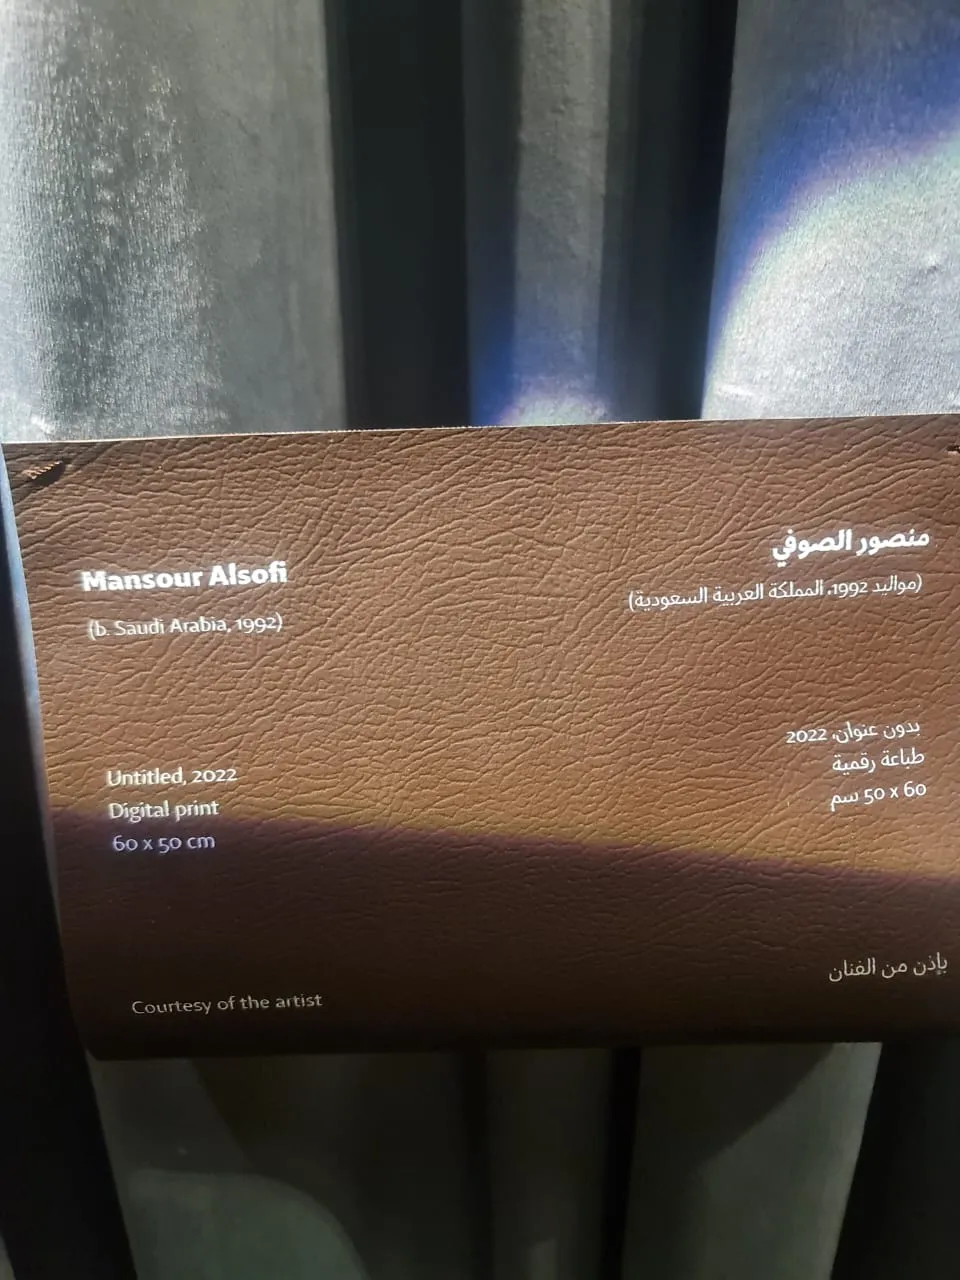 Mansour Alsofi
(b. Saudi Arabia, 1992)
Untitled, 2022
Digital print
60 x 50 cm
Courtesy of the artist
منصور الصوفي
(مواليد 1992، المملكة العربية السعودية)
بدون عنوان، 2022
طباعة رقمية
60 x 50 سم
بإذن من الفنان